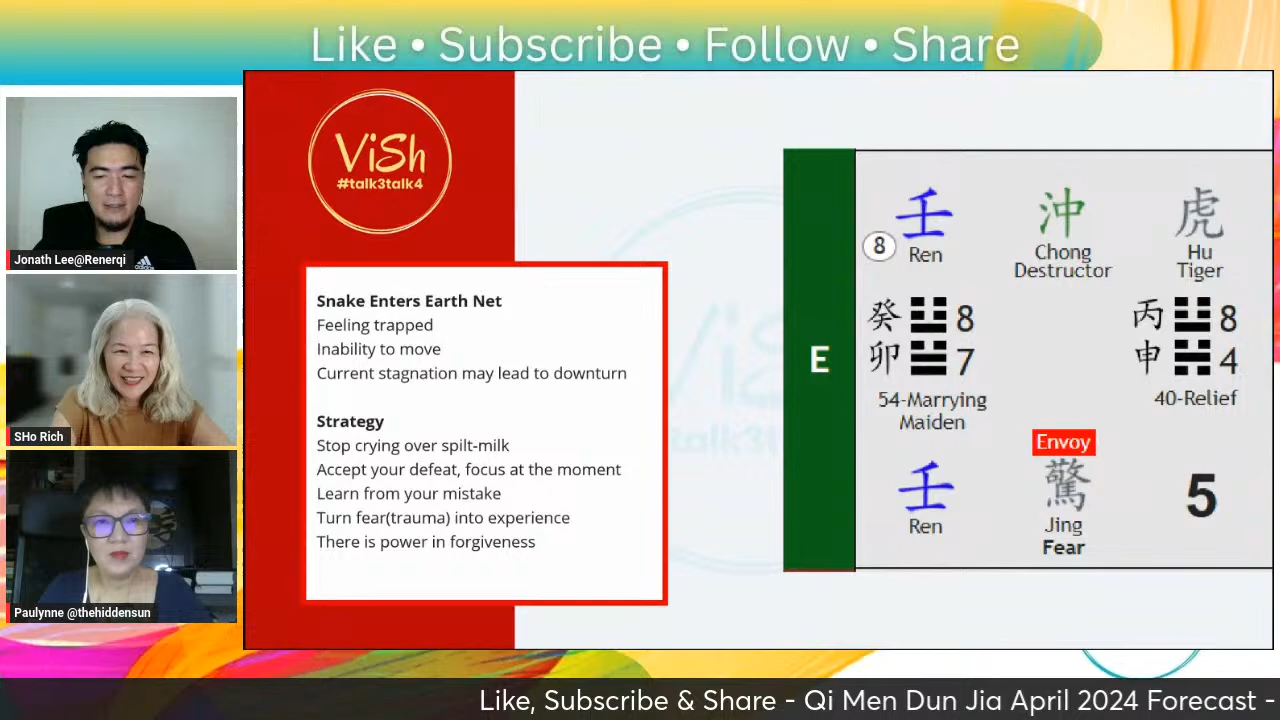 Like • Subscribe • Follow • Share
Jonath Lee@Renerqi
SHo Rich
Paulynne @thehiddensun
ViSh
#talk3talk4
Snake Enters Earth Net
Feeling trapped
Inability to move
Current stagnation may lead to downturn
Strategy
Stop crying over spilt-milk
Accept your defeat, focus at the moment
Learn from your mistake
Turn fear(trauma) into experience
There is power in forgiveness
E
壬 沖 虎
8 Ren Chong Hu
Destructor Tiger
癸 8 丙 8
卯 7 申 4
54-Marrying 40-Relief
Maiden
Envoy
壬 驚 5
Ren Jing
Fear
Like, Subscribe & Share - Qi Men Dun Jia April 2024 Forecast -